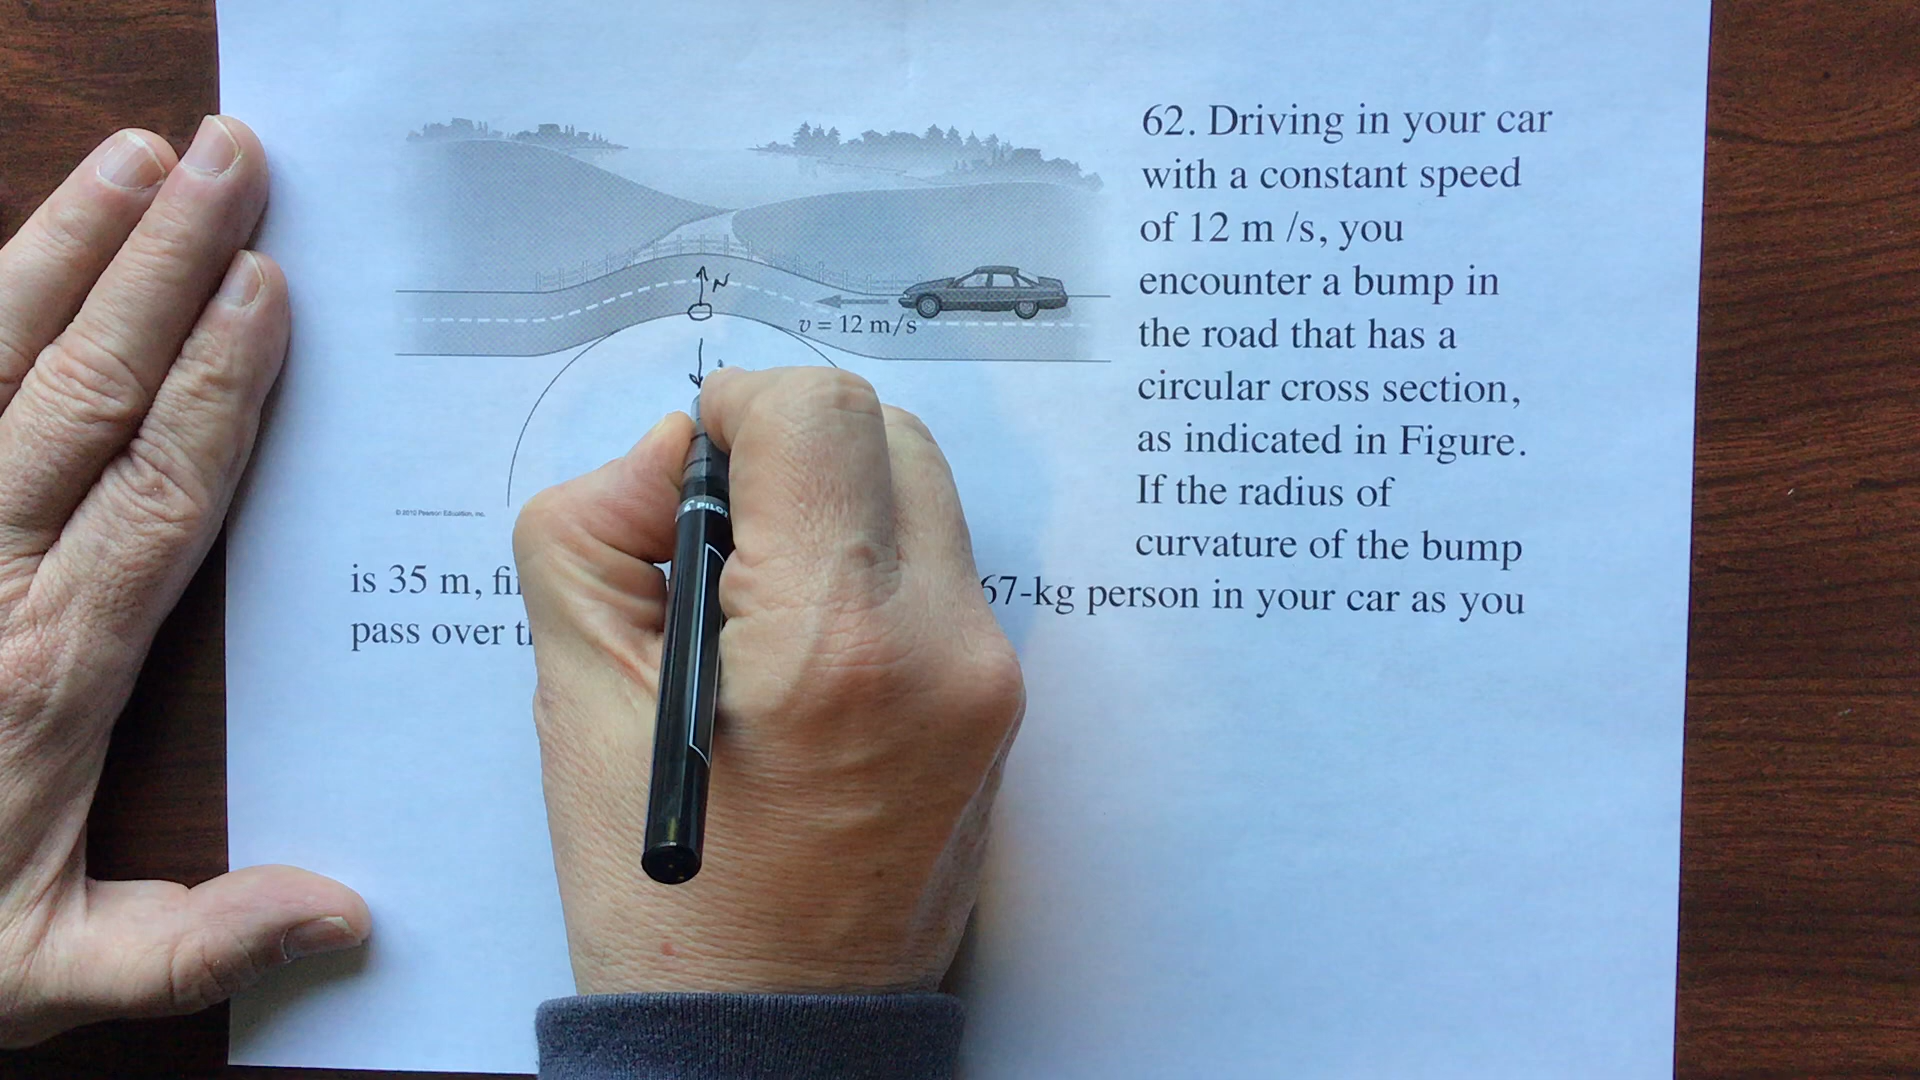 62. Driving in your car
with a constant speed
of 12 m /s, you
encounter a bump in
the road that has a
circular cross section,
as indicated in Figure.
If the radius of
curvature of the bump
is 35 m, 67-kg person in your car as you
pass over
N
v = 12 m/s
© 2010 Pearson Education, Inc.
PILOT